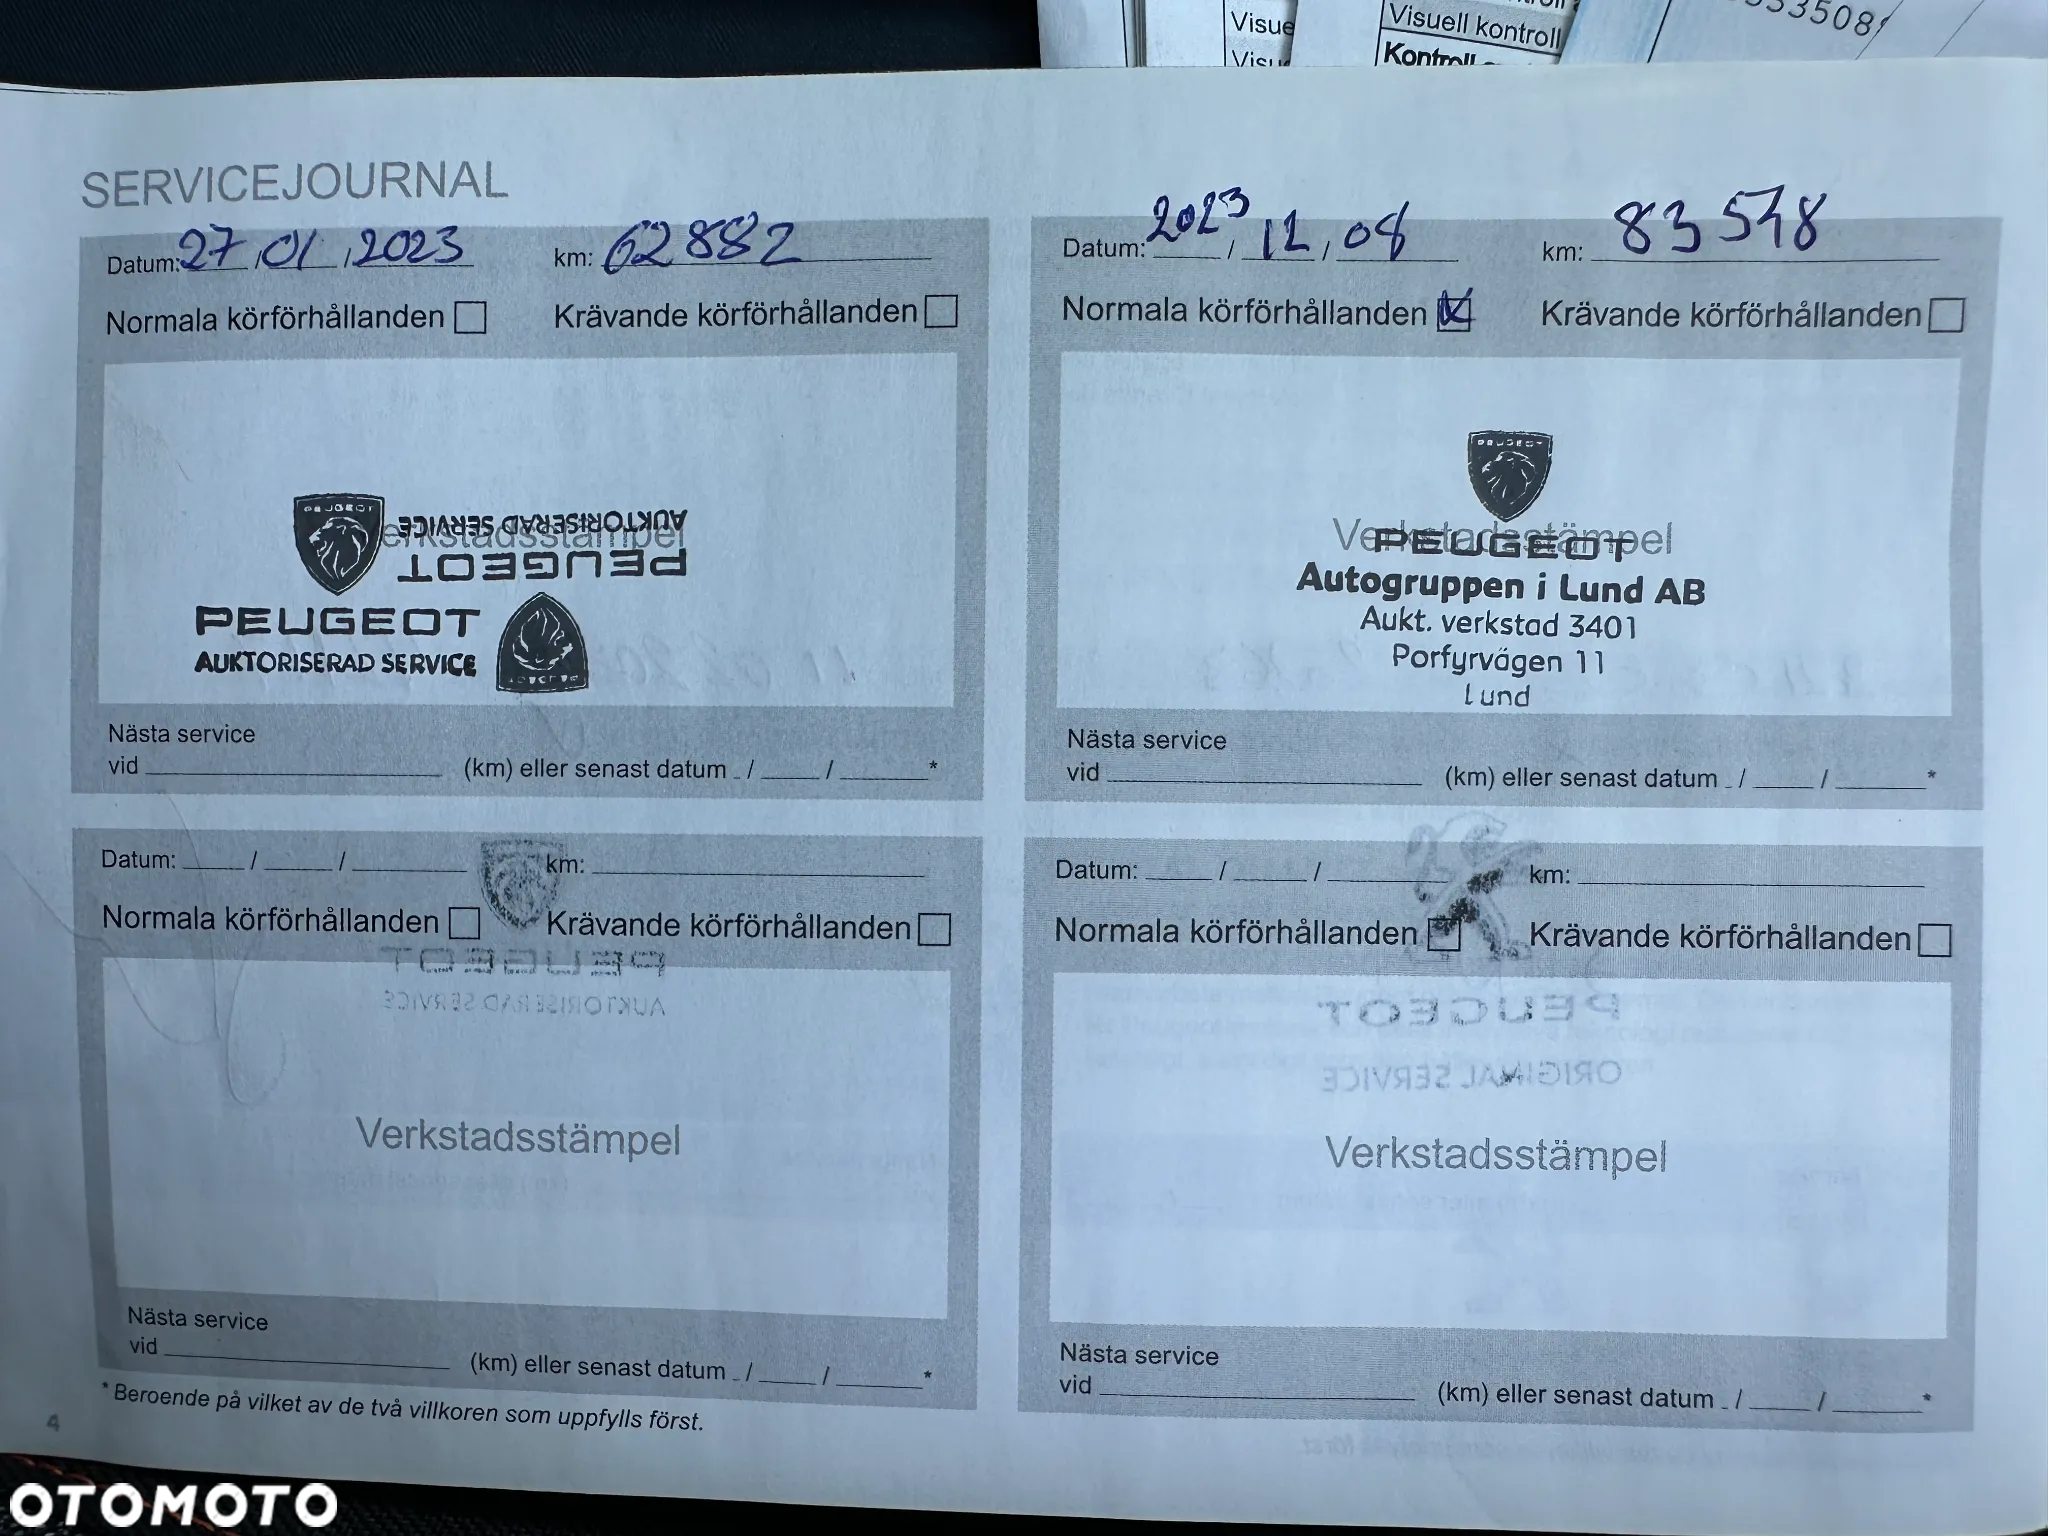 Visue
Visuell kontroll
SERVICEJOURNAL
Datum: 27 / 01 / 2023 km: 62882
Normala körförhållanden Krävande körförhållanden
PEUGEOT
AUKTORISERAD SERVICE
Verkstadsstämpel
PEUGEOT
PEUGEOT
AUKTORISERAD SERVICE
Nästa service
vid (km) eller senast datum / / *
Datum: 2023 / 12 / 08 km: 83548
Normala körförhållanden Krävande körförhållanden
PEUGEOT
Verkstadsstämpel
PEUGEOT
Autogruppen i Lund AB
Aukt. verkstad 3401
Porfyrvägen 11
Lund
Nästa service
vid (km) eller senast datum / / *
Datum: / / km:
Normala körförhållanden Krävande körförhållanden
PEUGEOT
AUKTORISERAD SERVICE
Verkstadsstämpel
Nästa service
vid (km) eller senast datum / / *
Datum: / / km:
Normala körförhållanden Krävande körförhållanden
PEUGEOT
ORIGINAL SERVICE
Verkstadsstämpel
Nästa service
vid (km) eller senast datum / / *
* Beroende på vilket av de två villkoren som uppfylls först.
4
OTOMOTO